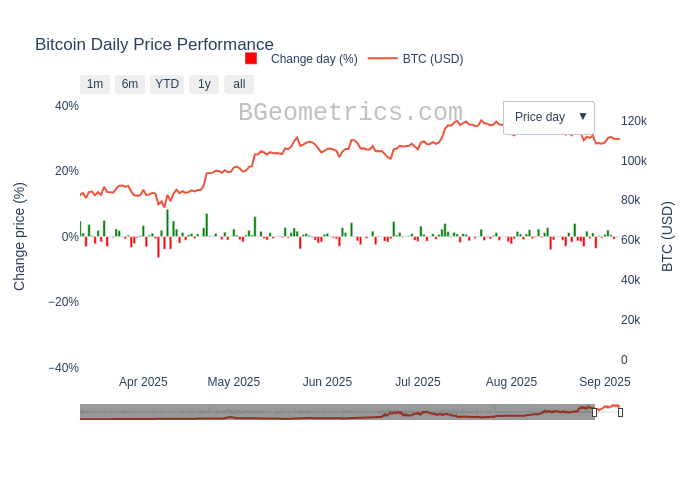 Bitcoin Daily Price Performance
Change day (%) BTC (USD)
1m 6m YTD 1y all
BGeometrics.com
Price day ▼
40%
20%
0%
−20%
−40%
Change price (%)
120k
100k
80k
60k
40k
20k
0
BTC (USD)
Apr 2025 May 2025 Jun 2025 Jul 2025 Aug 2025 Sep 2025